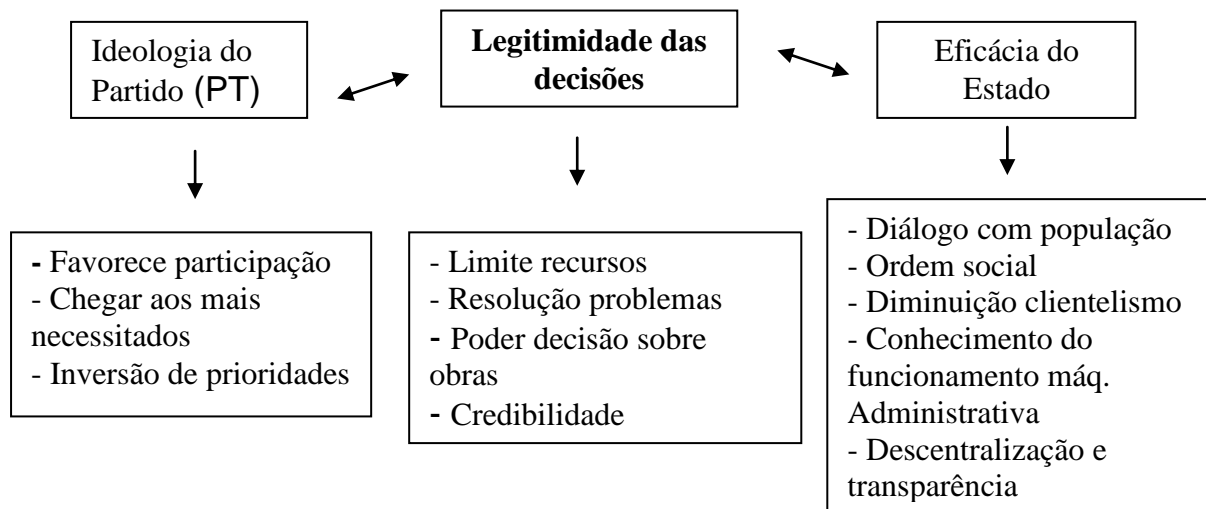 Ideologia do
Partido (PT)
Legitimidade das
decisões
Eficácia do
Estado
- Favorece participação
- Chegar aos mais
necessitados
- Inversão de prioridades
- Limite recursos
- Resolução problemas
- Poder decisão sobre
obras
- Credibilidade
- Diálogo com população
- Ordem social
- Diminuição clientelismo
- Conhecimento do
funcionamento máq.
Administrativa
- Descentralização e
transparência